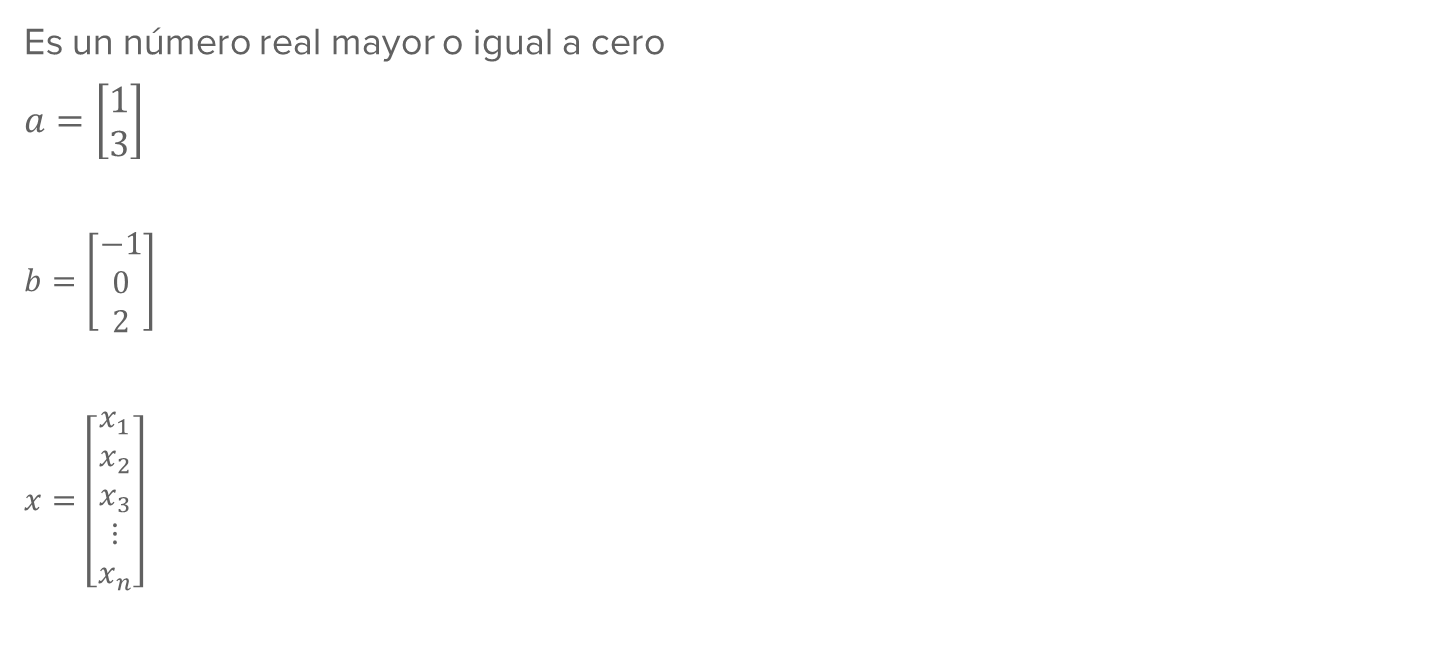 Es un número real mayor o igual a cero
a = [1
3]
b = [−1
0
2]
x = [x₁
x₂
x₃
⋮
xₙ]